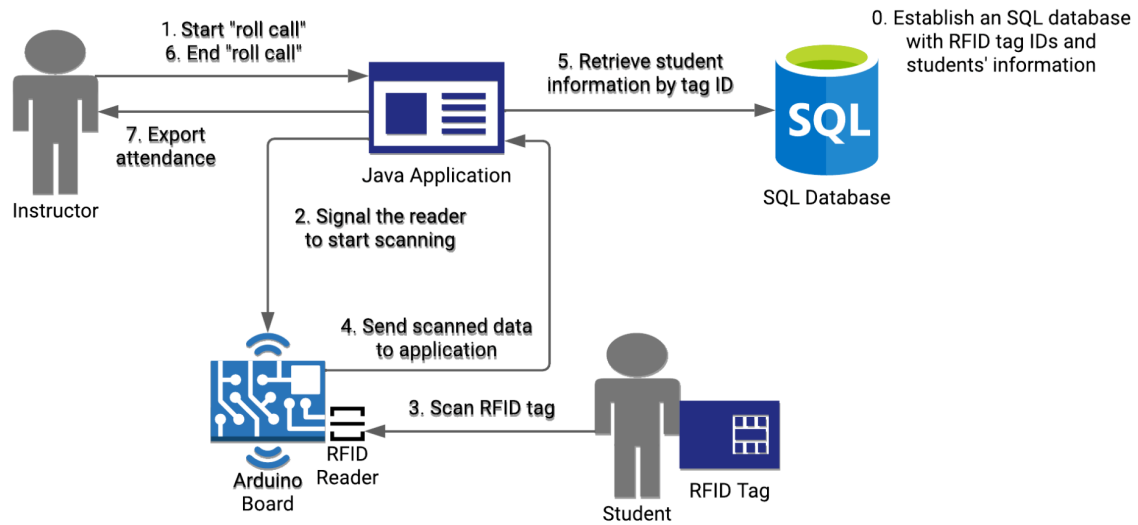 1. Start "roll call"
6. End "roll call"
0. Establish an SQL database
with RFID tag IDs and
students' information
5. Retrieve student
information by tag ID
SQL
7. Export
attendance
Java Application
SQL Database
Instructor
2. Signal the reader
to start scanning
4. Send scanned data
to application
3. Scan RFID tag
RFID
Reader
Arduino
Board
RFID Tag
Student